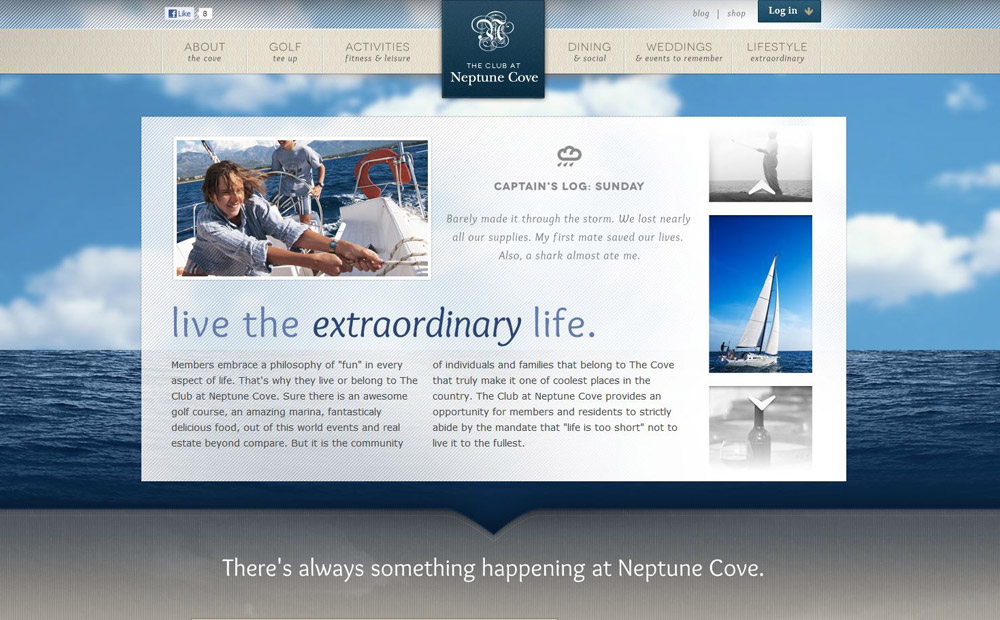 Like 8
blog | shop
Log in
ABOUT
the cove
GOLF
tee up
ACTIVITIES
fitness & leisure
THE CLUB AT
Neptune Cove
DINING
& social
WEDDINGS
& events to remember
LIFESTYLE
extraordinary
CAPTAIN'S LOG: SUNDAY
Barely made it through the storm. We lost nearly
all our supplies. My first mate saved our lives.
Also, a shark almost ate me.
live the extraordinary life.
Members embrace a philosophy of "fun" in every
aspect of life. That's why they live or belong to The
Club at Neptune Cove. Sure there is an awesome
golf course, an amazing marina, fantasticaly
delicious food, out of this world events and real
estate beyond compare. But it is the community
of individuals and families that belong to The Cove
that truly make it one of coolest places in the
country. The Club at Neptune Cove provides an
opportunity for members and residents to strictly
abide by the mandate that "life is too short" not to
live it to the fullest.
There's always something happening at Neptune Cove.